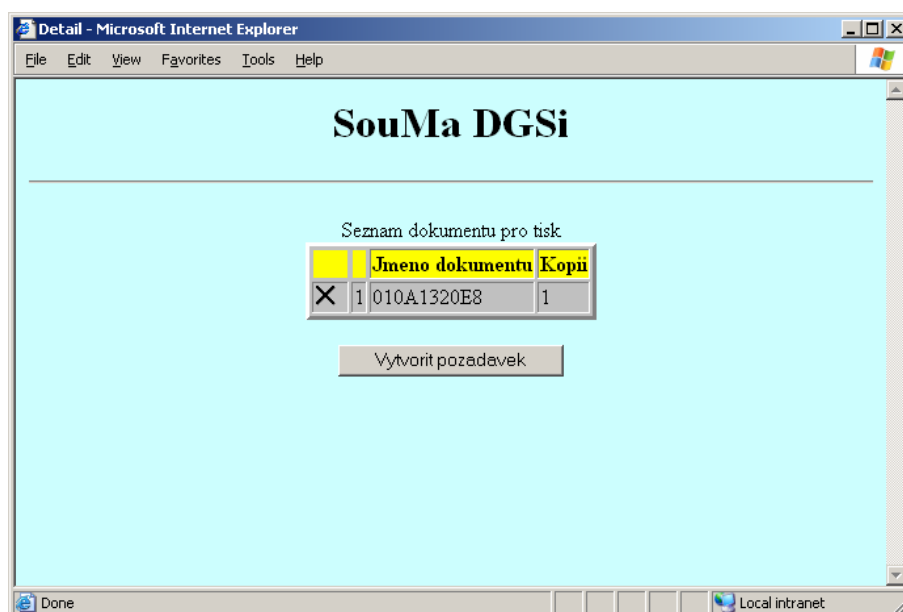 Detail - Microsoft Internet Explorer
File Edit View Favorites Tools Help
SouMa DGSi
Seznam dokumentu pro tisk
Jmeno dokumentu Kopii
1 010A1320E8 1
Vytvorit pozadavek
Done Local intranet